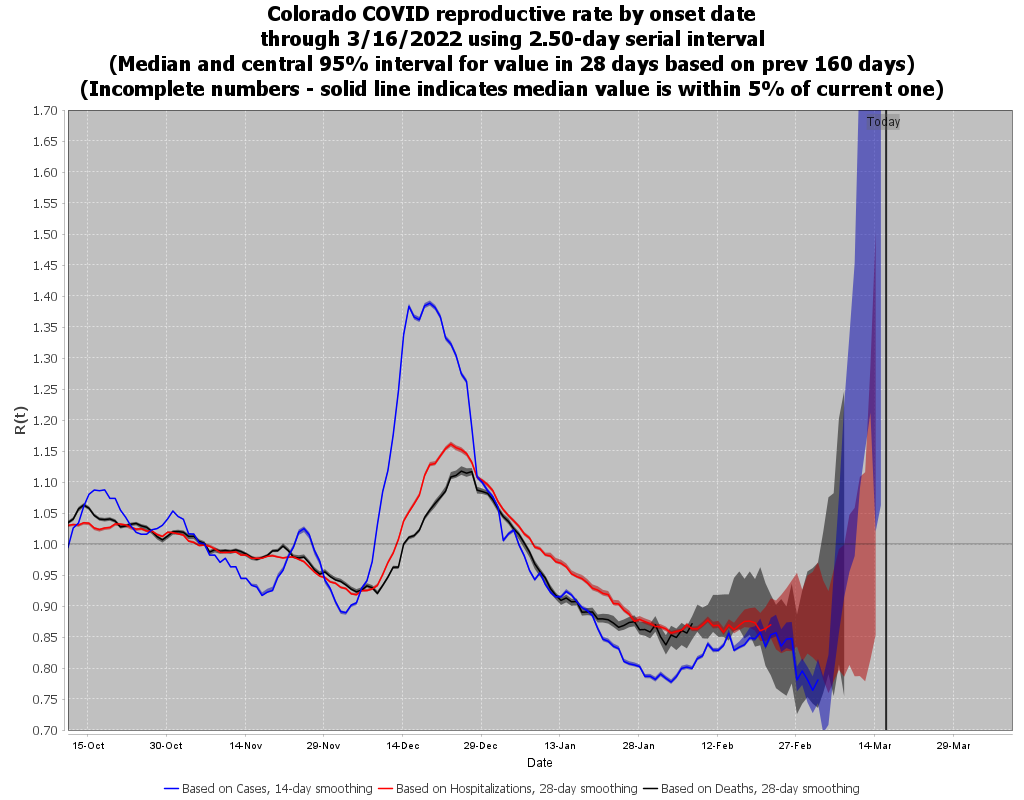 Colorado COVID reproductive rate by onset date
through 3/16/2022 using 2.50-day serial interval
(Median and central 95% interval for value in 28 days based on prev 160 days)
(Incomplete numbers - solid line indicates median value is within 5% of current one)
1.70
Today
1.65
1.60
1.55
1.50
1.45
1.40
1.35
1.30
1.25
1.20
R(t)
1.15
1.10
1.05
1.00
0.95
0.90
0.85
0.80
0.75
0.70
15-Oct 30-Oct 14-Nov 29-Nov 14-Dec 29-Dec 13-Jan 28-Jan 12-Feb 27-Feb 14-Mar 29-Mar
Date
Based on Cases, 14-day smoothing Based on Hospitalizations, 28-day smoothing Based on Deaths, 28-day smoothing